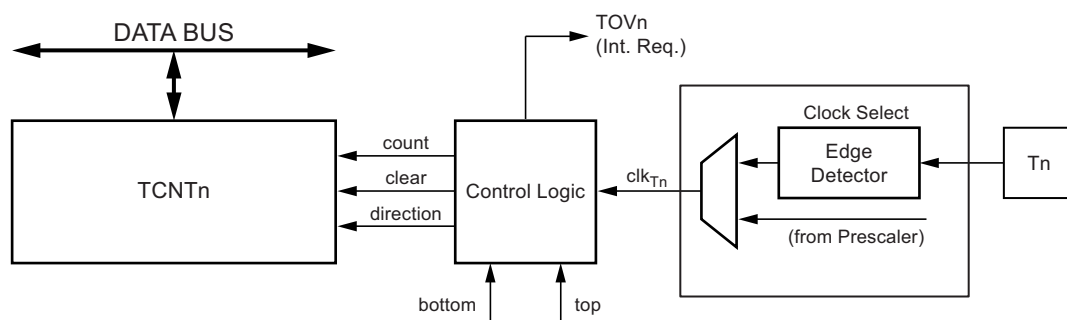 TOVn
(Int. Req.)
DATA BUS
Clock Select
Edge
Detector
Tn
count
clear
direction
TCNTn
Control Logic
clkTn
(from Prescaler)
bottom
top